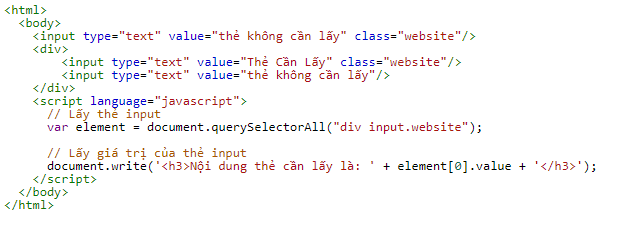 <html>
<body>
<input type="text" value="thẻ không cần lấy" class="website"/>
<div>
<input type="text" value="Thẻ Cần Lấy" class="website"/>
<input type="text" value="thẻ không cần lấy"/>
</div>
<script language="javascript">
// Lấy thẻ input
var element = document.querySelectorAll("div input.website");
// Lấy giá trị của thẻ input
document.write('<h3>Nội dung thẻ cần lấy là: ' + element[0].value + '</h3>');
</script>
</body>
</html>